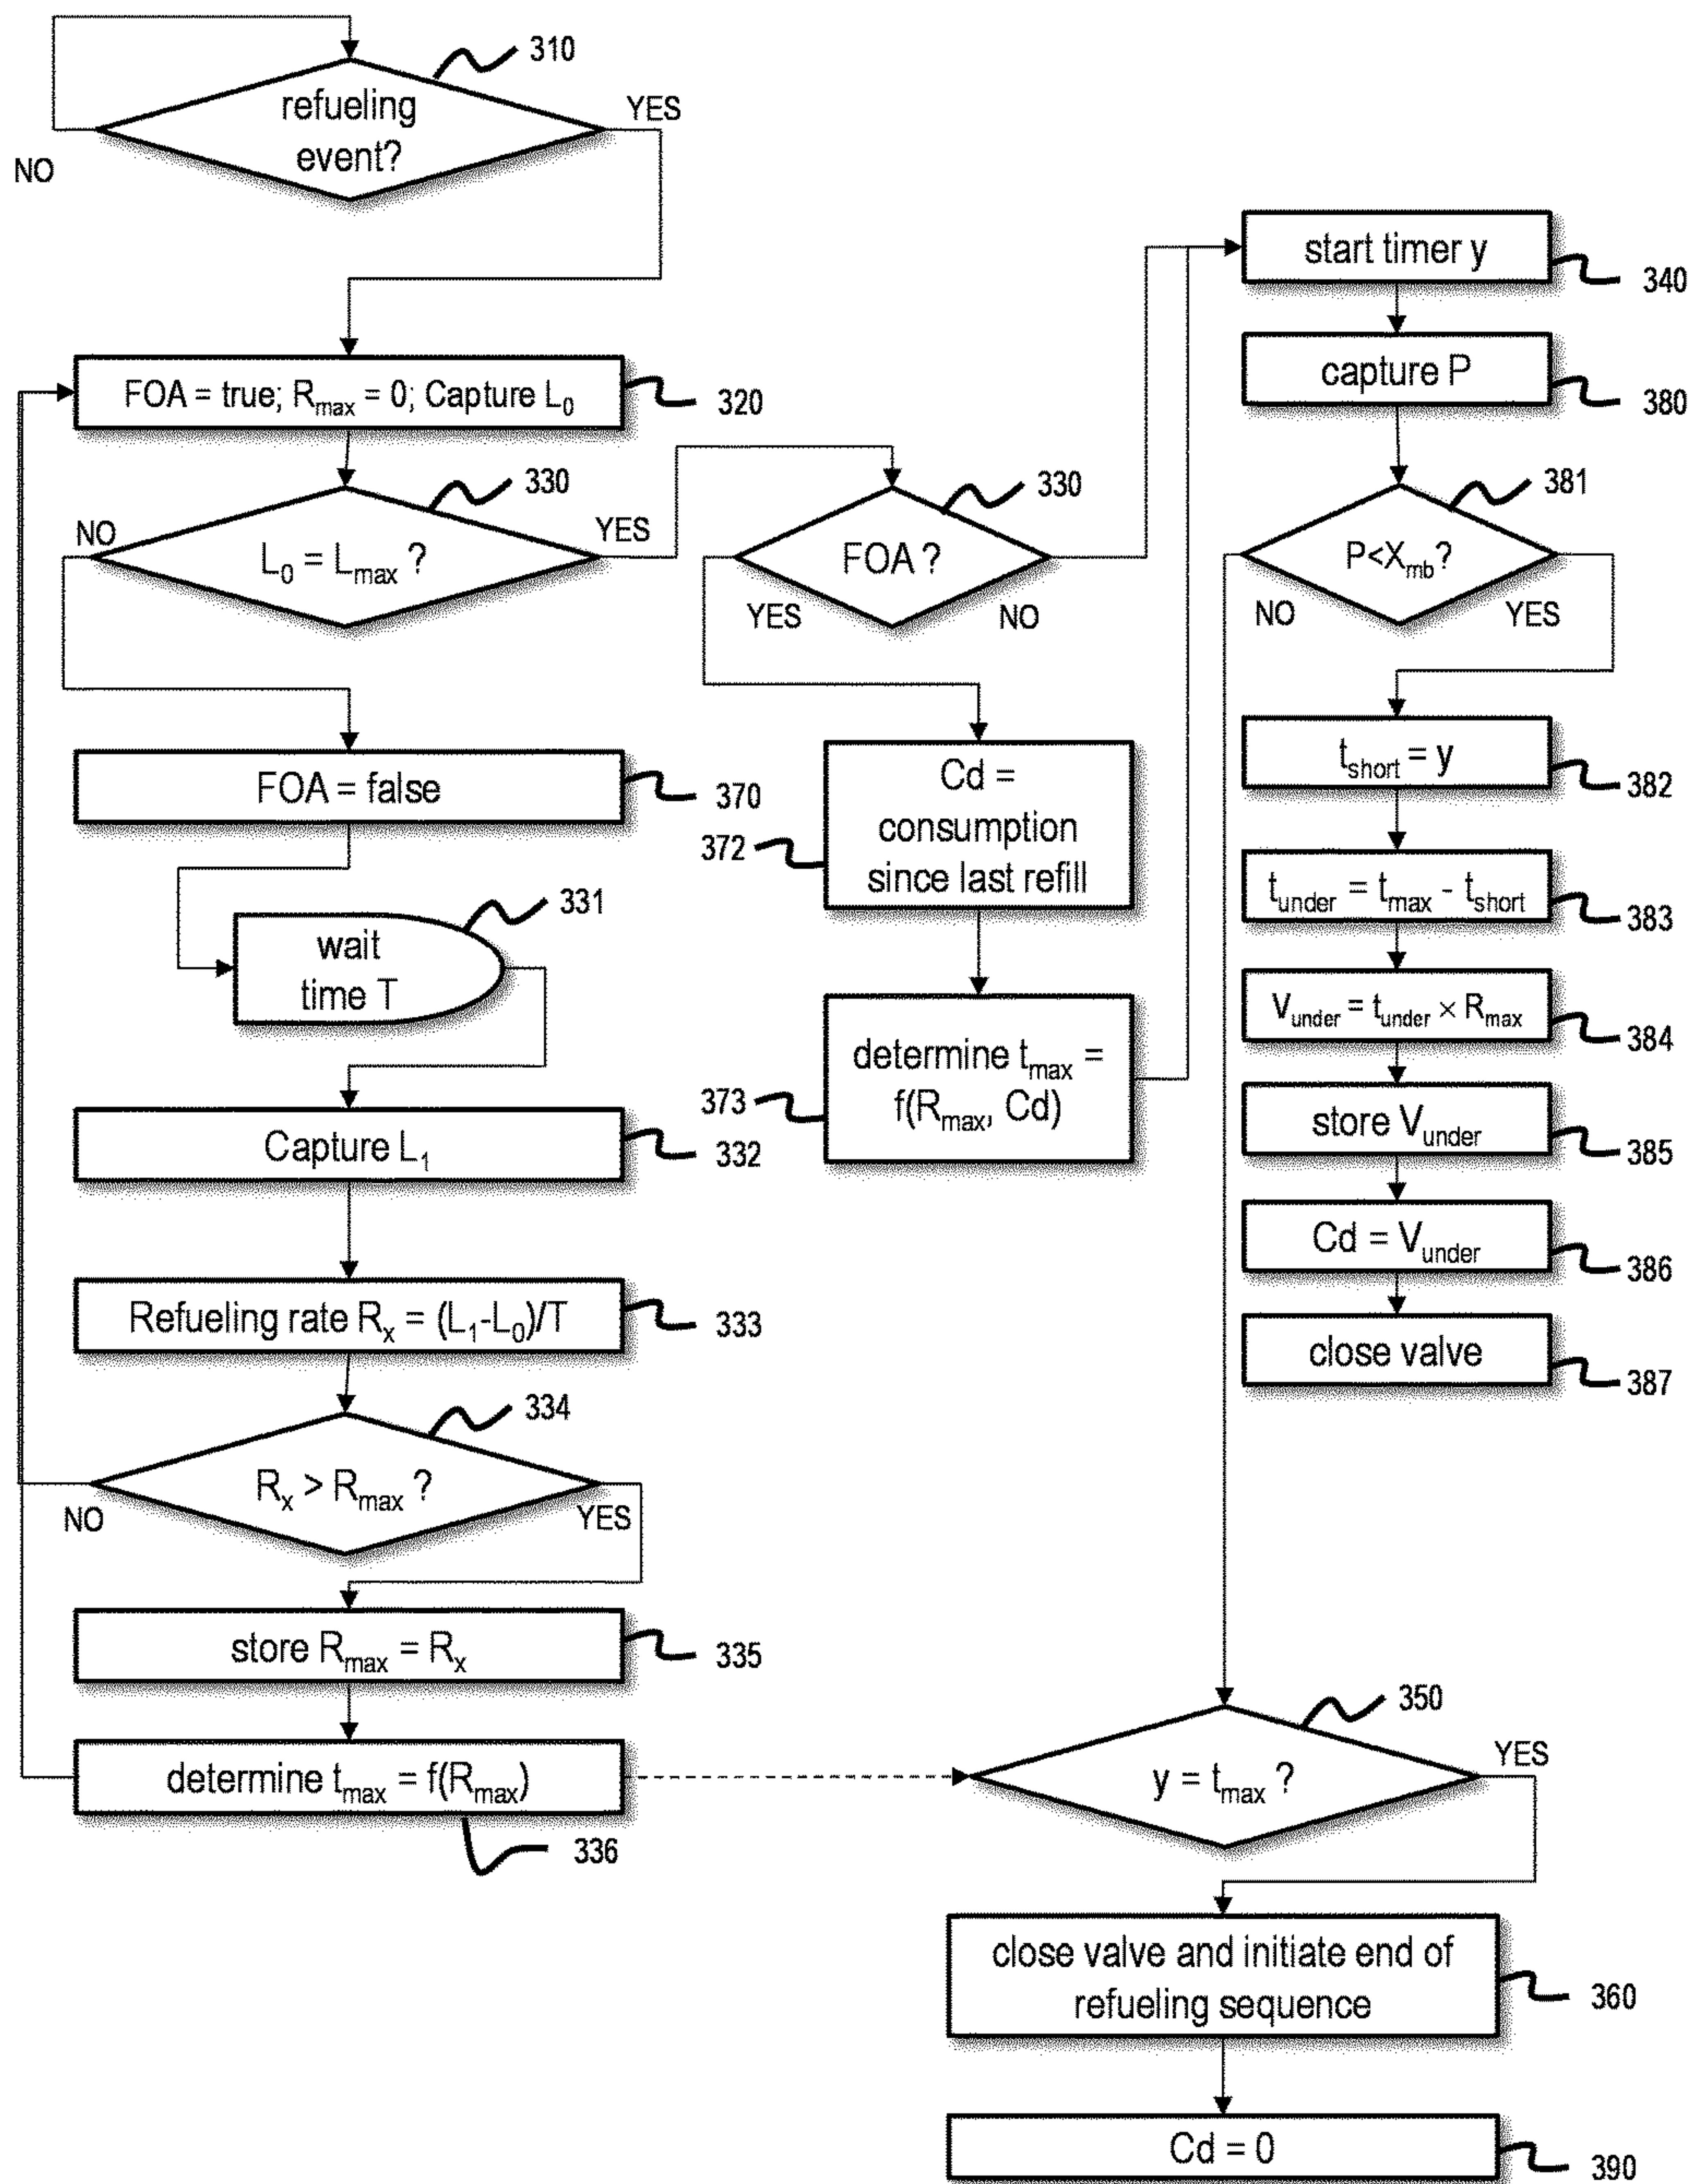 310
refueling
event?
YES
NO
FOA = true; Rmax = 0; Capture L0
320
330
NO
L0 = Lmax ?
YES
FOA = false
370
331
wait
time T
Capture L1
332
Refueling rate Rx = (L1-L0)/T
333
334
Rx > Rmax ?
NO
YES
store Rmax = Rx
335
determine tmax = f(Rmax)
336
330
FOA ?
YES
NO
Cd =
consumption
since last refill
372
determine tmax =
f(Rmax, Cd)
373
start timer y
340
capture P
380
381
P<Xmb?
NO
YES
tshort = y
382
tunder = tmax - tshort
383
Vunder = tunder × Rmax
384
store Vunder
385
Cd = Vunder
386
close valve
387
350
y = tmax ?
YES
close valve and initiate end of
refueling sequence
360
Cd = 0
390